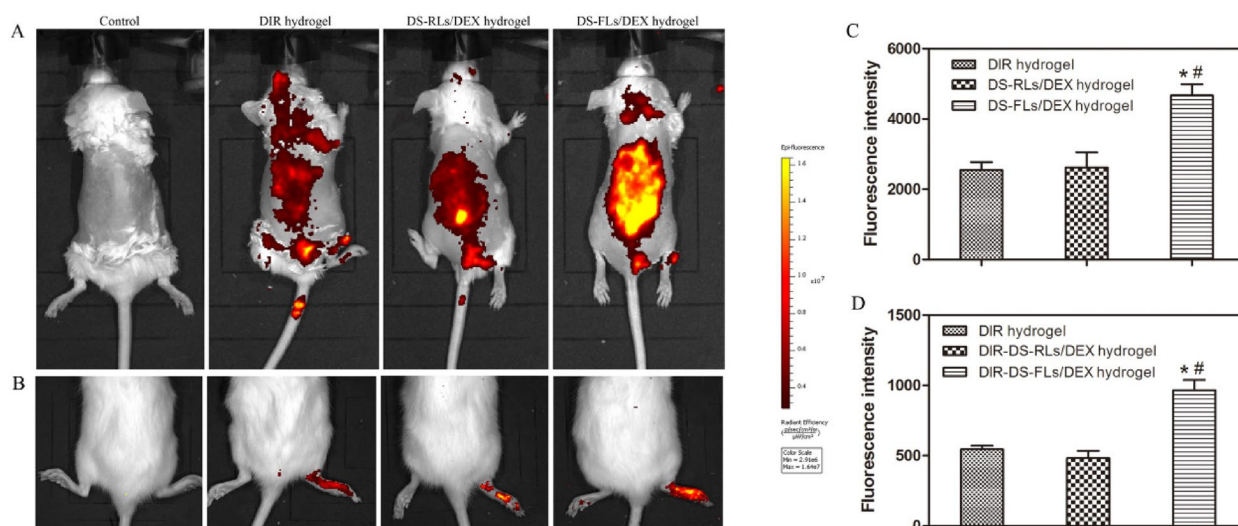 Control DIR hydrogel DS-RLs/DEX hydrogel DS-FLs/DEX hydrogel
A
B
Epi-fluorescence
1.6
1.4
1.2
1.0
x10⁷
0.8
0.6
0.4
Radiant Efficiency
Color Scale
Min = 2.91e6
Max = 1.64e7
C
6000
4000
2000
0
Fluorescence intensity
DIR hydrogel
DS-RLs/DEX hydrogel
DS-FLs/DEX hydrogel
* #
D
1500
1000
500
0
Fluorescence intensity
DIR hydrogel
DIR-DS-RLs/DEX hydrogel
DIR-DS-FLs/DEX hydrogel
* #